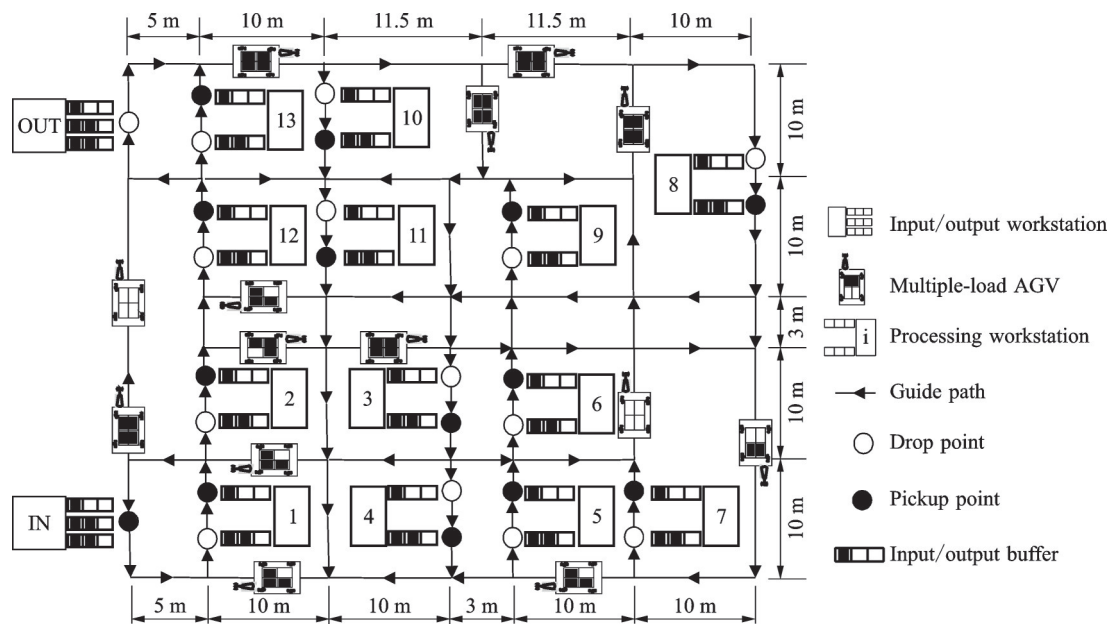 5 m 10 m 11.5 m 11.5 m 10 m
OUT
13
10
10 m
8
12
11
9
10 m
3 m
2
3
6
10 m
IN
1
4
5
7
10 m
5 m 10 m 10 m 3 m 10 m 10 m
Input/output workstation
Multiple-load AGV
i
Processing workstation
Guide path
Drop point
Pickup point
Input/output buffer